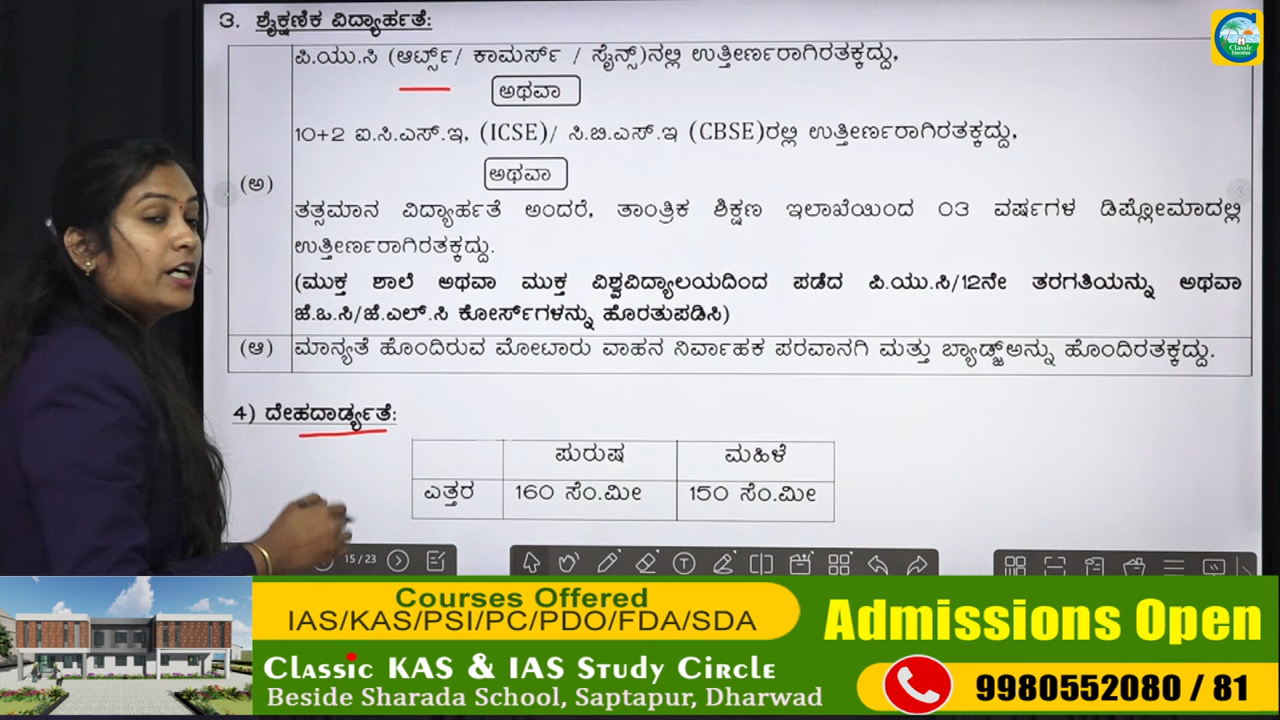 3. ಶೈಕ್ಷಣಿಕ ವಿದ್ಯಾರ್ಹತೆ:
ಪಿ.ಯು.ಸಿ (ಆರ್ಟ್ಸ್/ ಕಾಮರ್ಸ್ / ಸೈನ್ಸ್)ನಲ್ಲಿ ಉತ್ತೀರ್ಣರಾಗಿರತಕ್ಕದ್ದು,
ಅಥವಾ
10+2 ಐ.ಸಿ.ಎಸ್.ಇ, (ICSE)/ ಸಿ.ಬಿ.ಎಸ್.ಇ (CBSE)ರಲ್ಲಿ ಉತ್ತೀರ್ಣರಾಗಿರತಕ್ಕದ್ದು,
ಅಥವಾ
(ಅ)
ತತ್ಸಮಾನ ವಿದ್ಯಾರ್ಹತೆ ಅಂದರೆ, ತಾಂತ್ರಿಕ ಶಿಕ್ಷಣ ಇಲಾಖೆಯಿಂದ 03 ವರ್ಷಗಳ ಡಿಪ್ಲೋಮಾದಲ್ಲಿ
ಉತ್ತೀರ್ಣರಾಗಿರತಕ್ಕದ್ದು.
(ಮುಕ್ತ ಶಾಲೆ ಅಥವಾ ಮುಕ್ತ ವಿಶ್ವವಿದ್ಯಾಲಯದಿಂದ ಪಡೆದ ಪಿ.ಯು.ಸಿ/12ನೇ ತರಗತಿಯನ್ನು ಅಥವಾ
ಜೆ.ಒ.ಸಿ/ಜೆ.ಎಲ್.ಸಿ ಕೋರ್ಸ್‌ಗಳನ್ನು ಹೊರತುಪಡಿಸಿ)
(ಆ) ಮಾನ್ಯತೆ ಹೊಂದಿರುವ ಮೋಟಾರು ವಾಹನ ನಿರ್ವಾಹಕ ಪರವಾನಗಿ ಮತ್ತು ಬ್ಯಾಡ್ಜ್‌ಅನ್ನು ಹೊಂದಿರತಕ್ಕದ್ದು.
4) ದೇಹದಾರ್ಡ್ಯತೆ:
ಪುರುಷ ಮಹಿಳೆ
ಎತ್ತರ 160 ಸೆಂ.ಮೀ 150 ಸೆಂ.ಮೀ
15/23
Classic
Education
Courses Offered
IAS/KAS/PSI/PC/PDO/FDA/SDA
Classic KAS & IAS Study Circle
Beside Sharada School, Saptapur, Dharwad
Admissions Open
9980552080 / 81